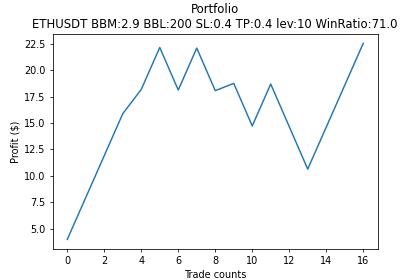 Portfolio
ETHUSDT BBM:2.9 BBL:200 SL:0.4 TP:0.4 lev:10 WinRatio:71.0
22.5
20.0
17.5
15.0
12.5
10.0
7.5
5.0
Profit ($)
0 2 4 6 8 10 12 14 16
Trade counts